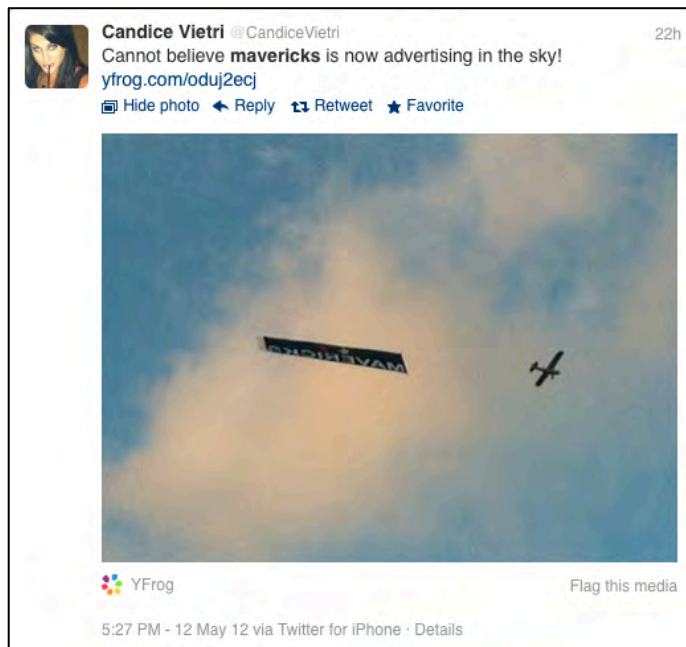 Candice Vietri @CandiceVietri 22h
Cannot believe mavericks is now advertising in the sky!
yfrog.com/oduj2ecj
Hide photo Reply Retweet Favorite
MAVERICKS
YFrog Flag this media
5:27 PM - 12 May 12 via Twitter for iPhone · Details